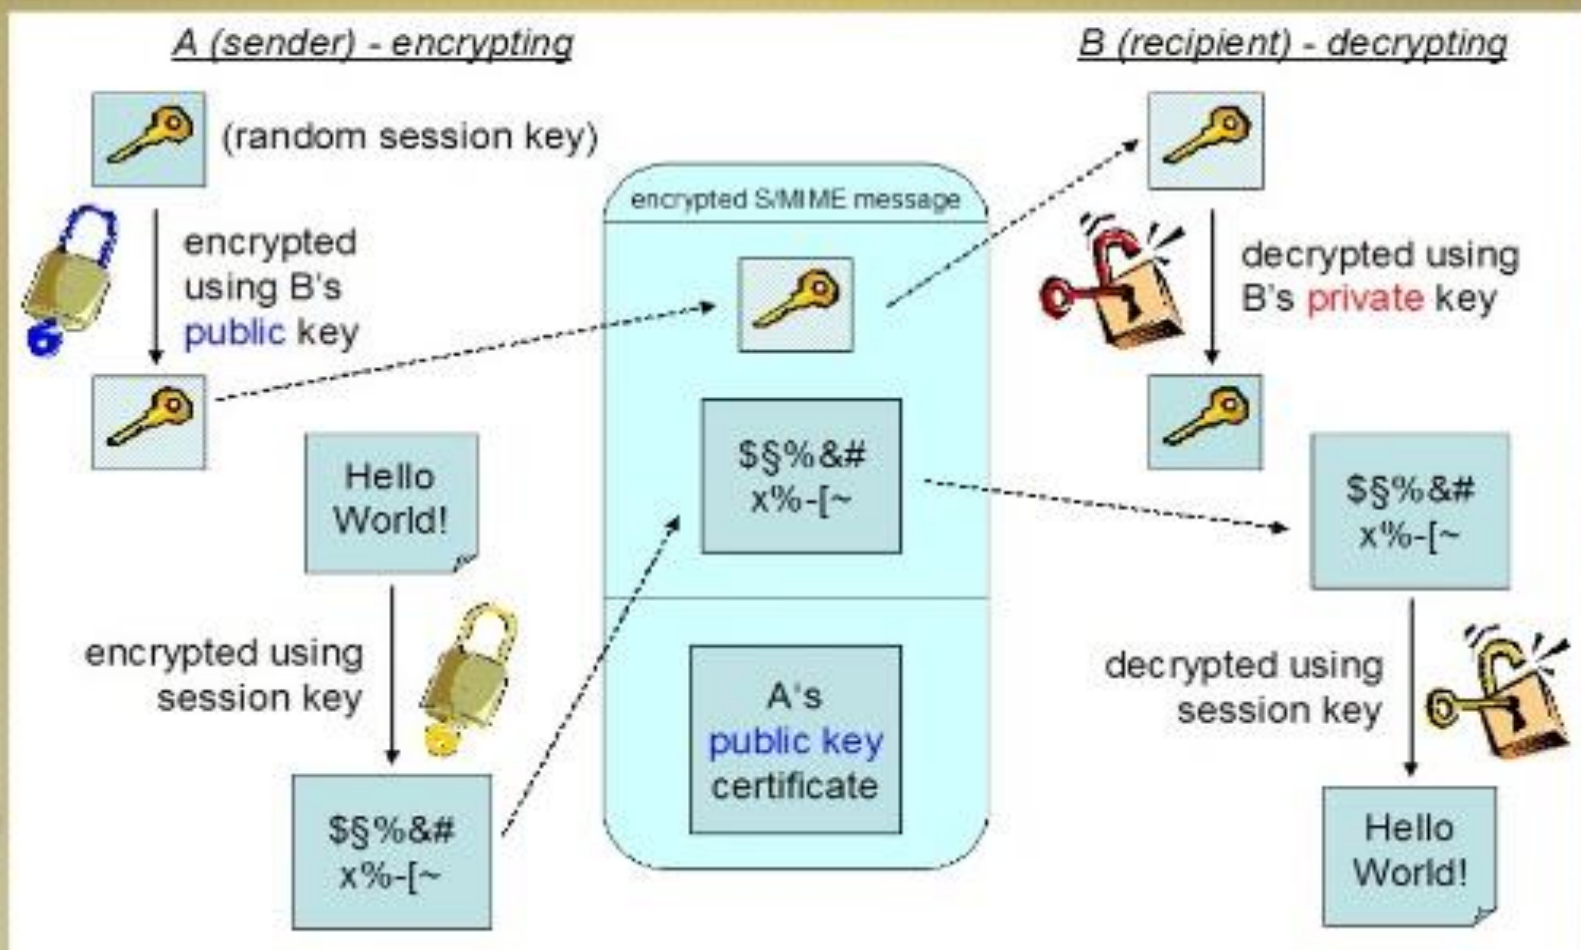 A (sender) - encrypting
(random session key)
encrypted
using B's
public key
Hello
World!
encrypted using
session key
$§%&#
x%-[~
encrypted S/MIME message
$§%&#
x%-[~
A's
public key
certificate
B (recipient) - decrypting
decrypted using
B's private key
$§%&#
x%-[~
decrypted using
session key
Hello
World!